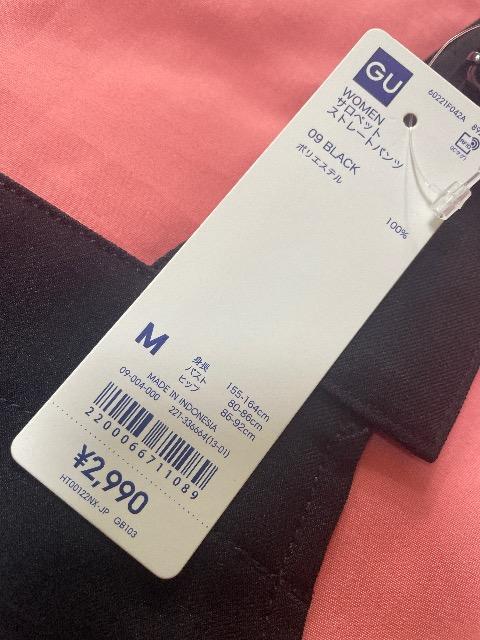 GU
60221F042A
WOMEN
サロペット
ストレートパンツ
09 BLACK
ポリエステル
100%
M
身長 155-164cm
バスト 80-86cm
ヒップ 86-92cm
MADE IN INDONESIA
09-004-000 221-336664(13-01)
2200066711089
¥2,990
HT00122NX-JP GB103